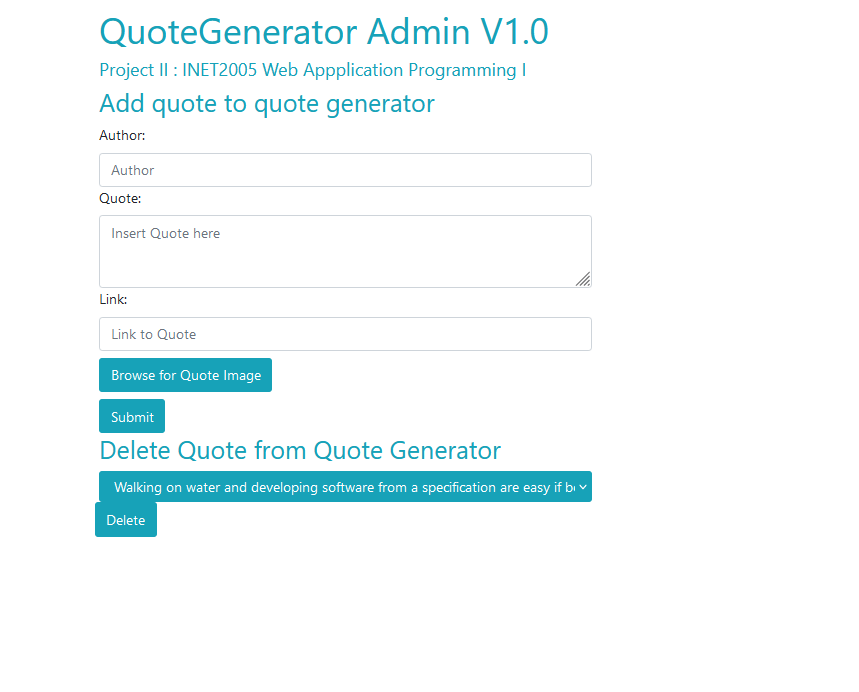 QuoteGenerator Admin V1.0
Project II : INET2005 Web Appplication Programming I
Add quote to quote generator
Author:
Author
Quote:
Insert Quote here
Link:
Link to Quote
Browse for Quote Image
Submit
Delete Quote from Quote Generator
Walking on water and developing software from a specification are easy if
Delete